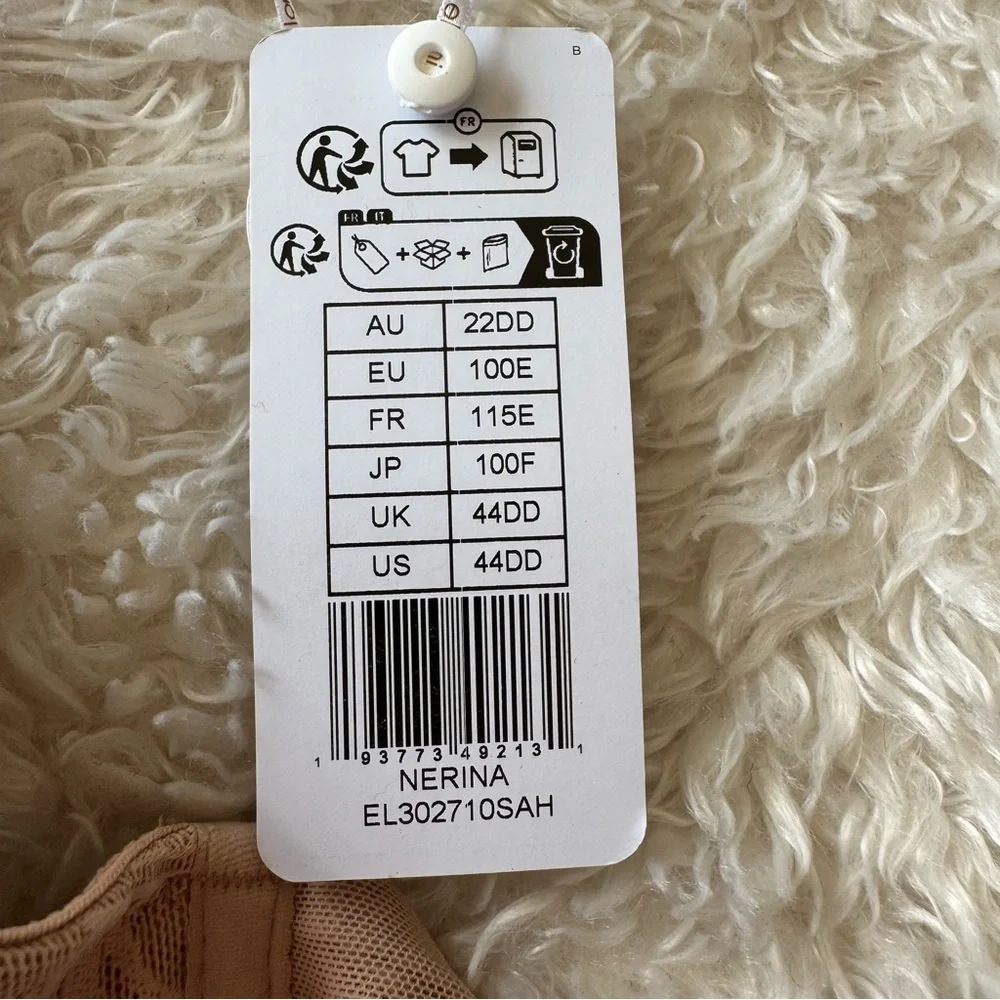 B
FR
FR IT
AU 22DD
EU 100E
FR 115E
JP 100F
UK 44DD
US 44DD
1 93773 49213 1
NERINA
EL302710SAH